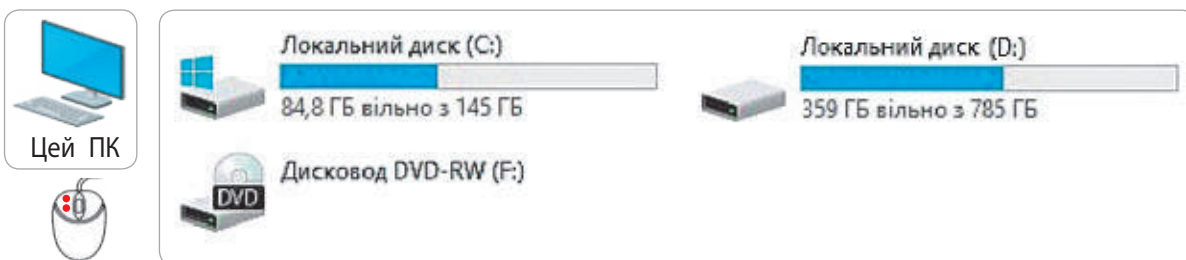 Цей ПК
Локальний диск (C:)
84,8 ГБ вільно з 145 ГБ
Локальний диск (D:)
359 ГБ вільно з 785 ГБ
Дисковод DVD-RW (F:)
DVD